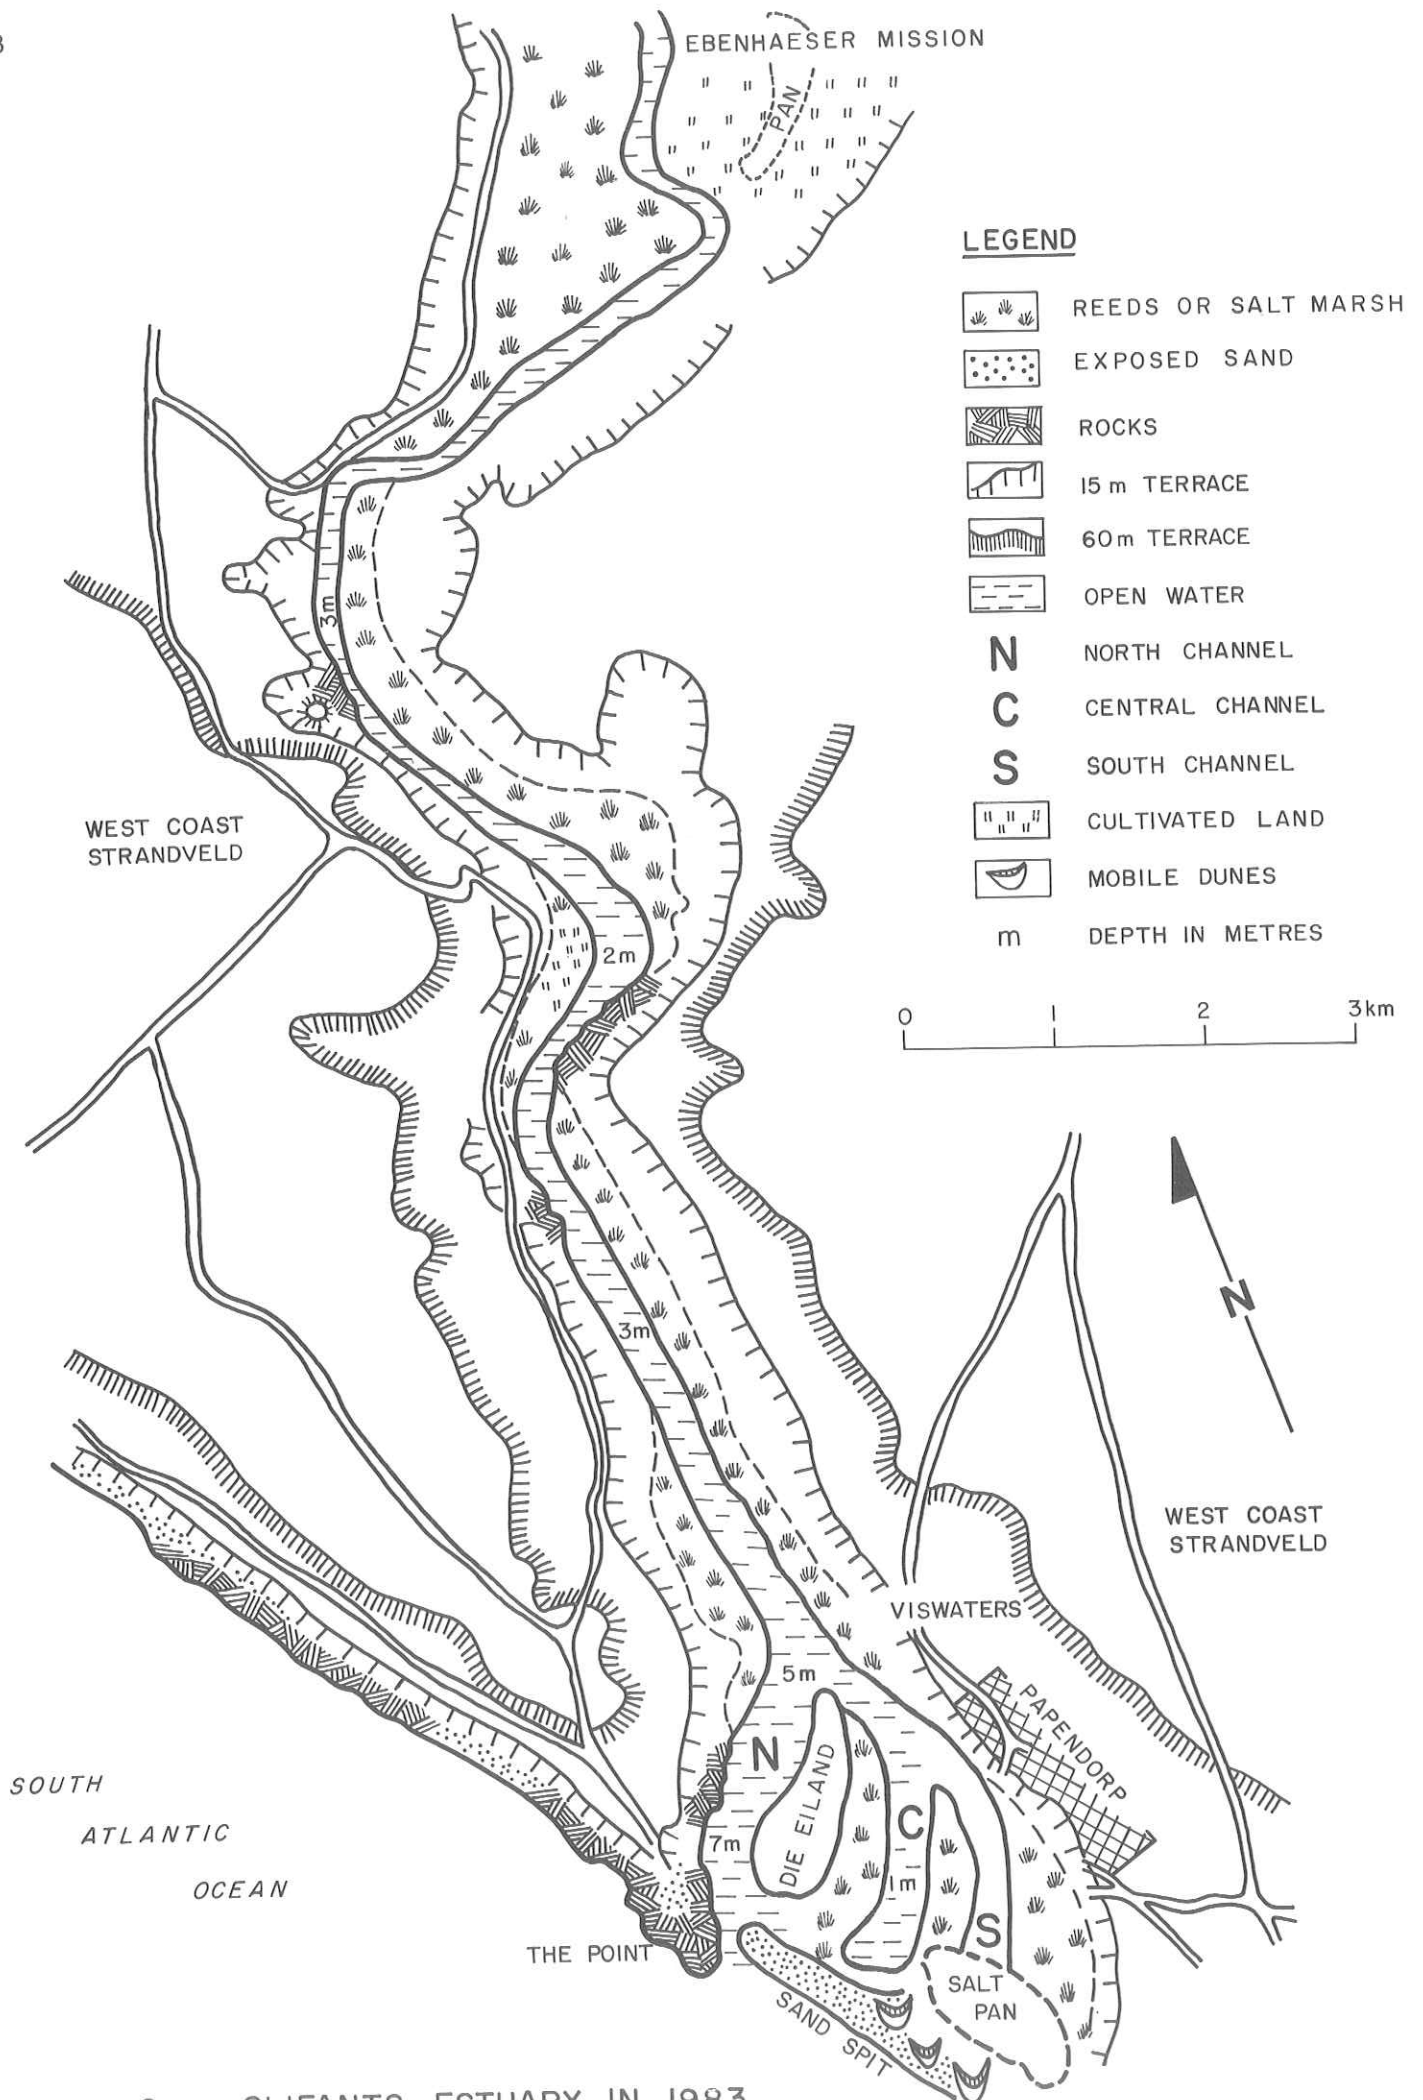 EBENHAESER MISSION
PAN
LEGEND
REEDS OR SALT MARSH
EXPOSED SAND
ROCKS
15 m TERRACE
60m TERRACE
OPEN WATER
N NORTH CHANNEL
C CENTRAL CHANNEL
S SOUTH CHANNEL
CULTIVATED LAND
MOBILE DUNES
m DEPTH IN METRES
0 1 2 3 km
3m
WEST COAST
STRANDVELD
2m
N
3m
WEST COAST
STRANDVELD
VISWATERS
5m
PAPENDORP
N
DIE EILAND
C
7m
1m
S
SOUTH
ATLANTIC
OCEAN
THE POINT
SALT
PAN
SAND SPIT
ESTUARY IN 1983